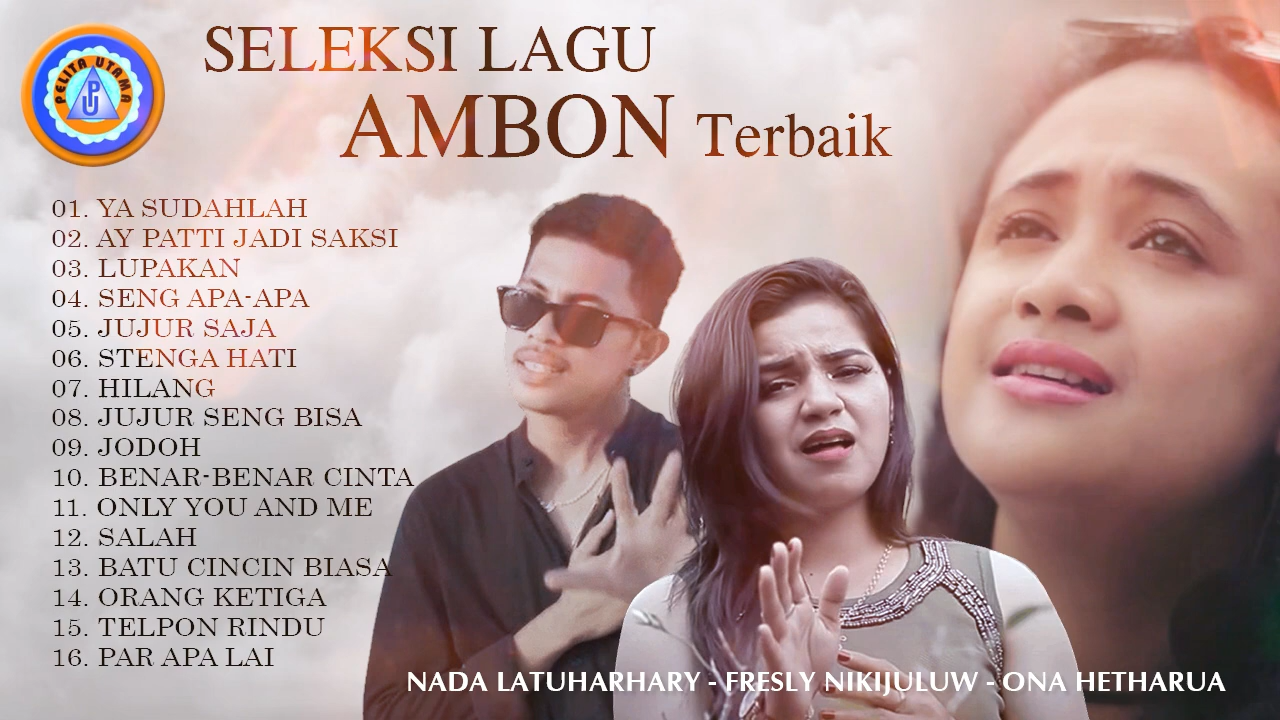 PELITA UTAMA
PU
SELEKSI LAGU
AMBON Terbaik
01. YA SUDAHLAH
02. AY PATTI JADI SAKSI
03. LUPAKAN
04. SENG APA-APA
05. JUJUR SAJA
06. STENGA HATI
07. HILANG
08. JUJUR SENG BISA
09. JODOH
10. BENAR-BENAR CINTA
11. ONLY YOU AND ME
12. SALAH
13. BATU CINCIN BIASA
14. ORANG KETIGA
15. TELPON RINDU
16. PAR APA LAI
NADA LATUHARHARY - FRESLY NIKIJULUW - ONA HETHARUA